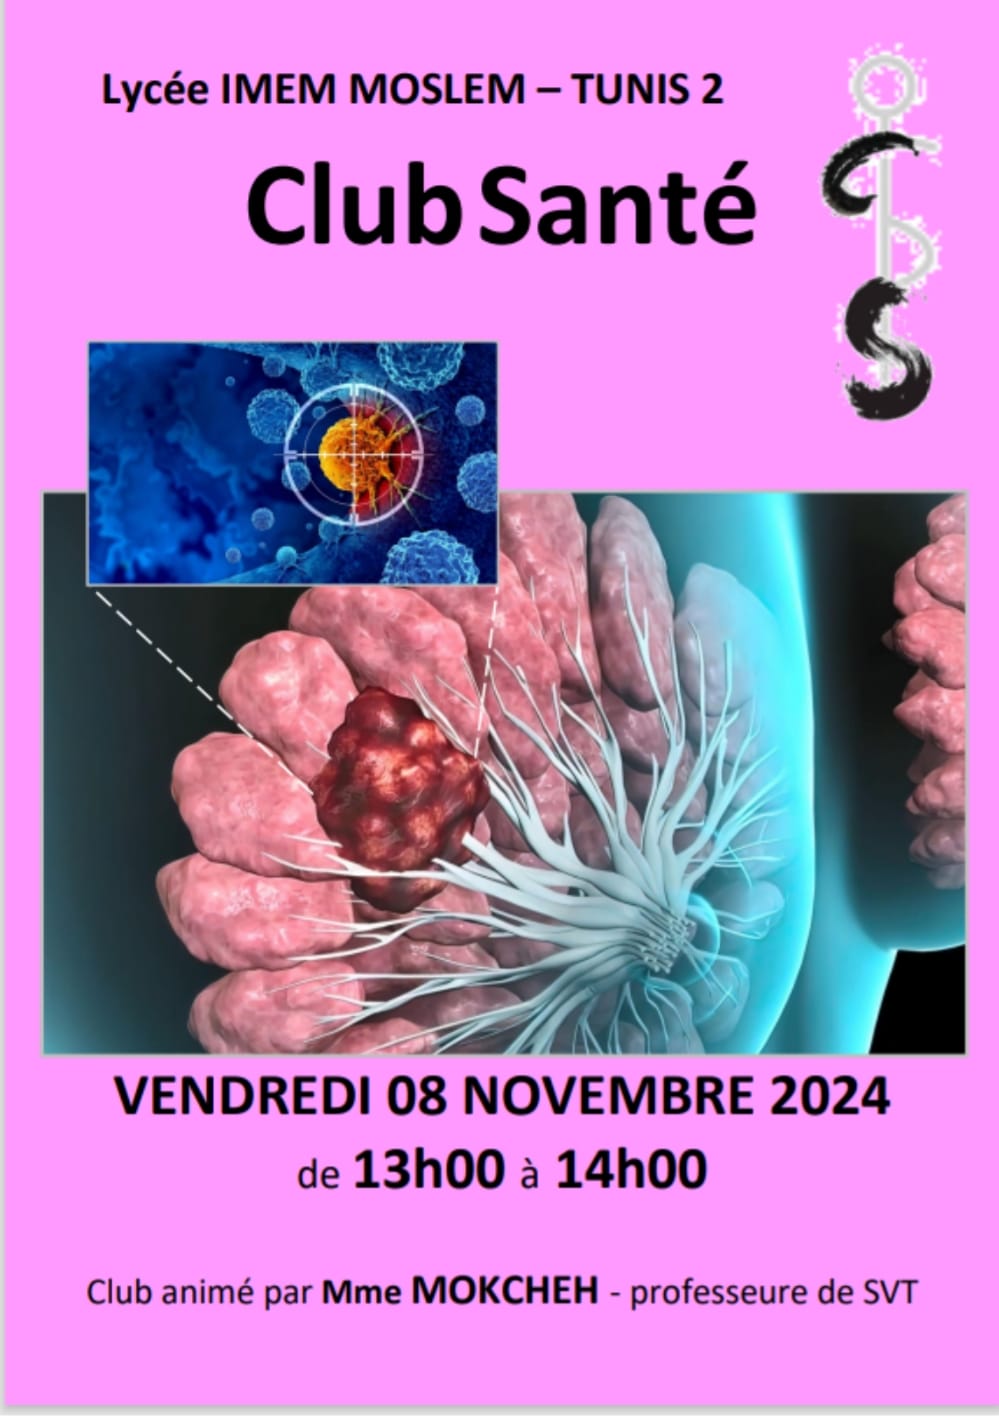 Lycée IMEM MOSLEM – TUNIS 2
Club Santé
C
S
VENDREDI 08 NOVEMBRE 2024
de 13h00 à 14h00
Club animé par Mme MOKCHEH - professeure de SVT